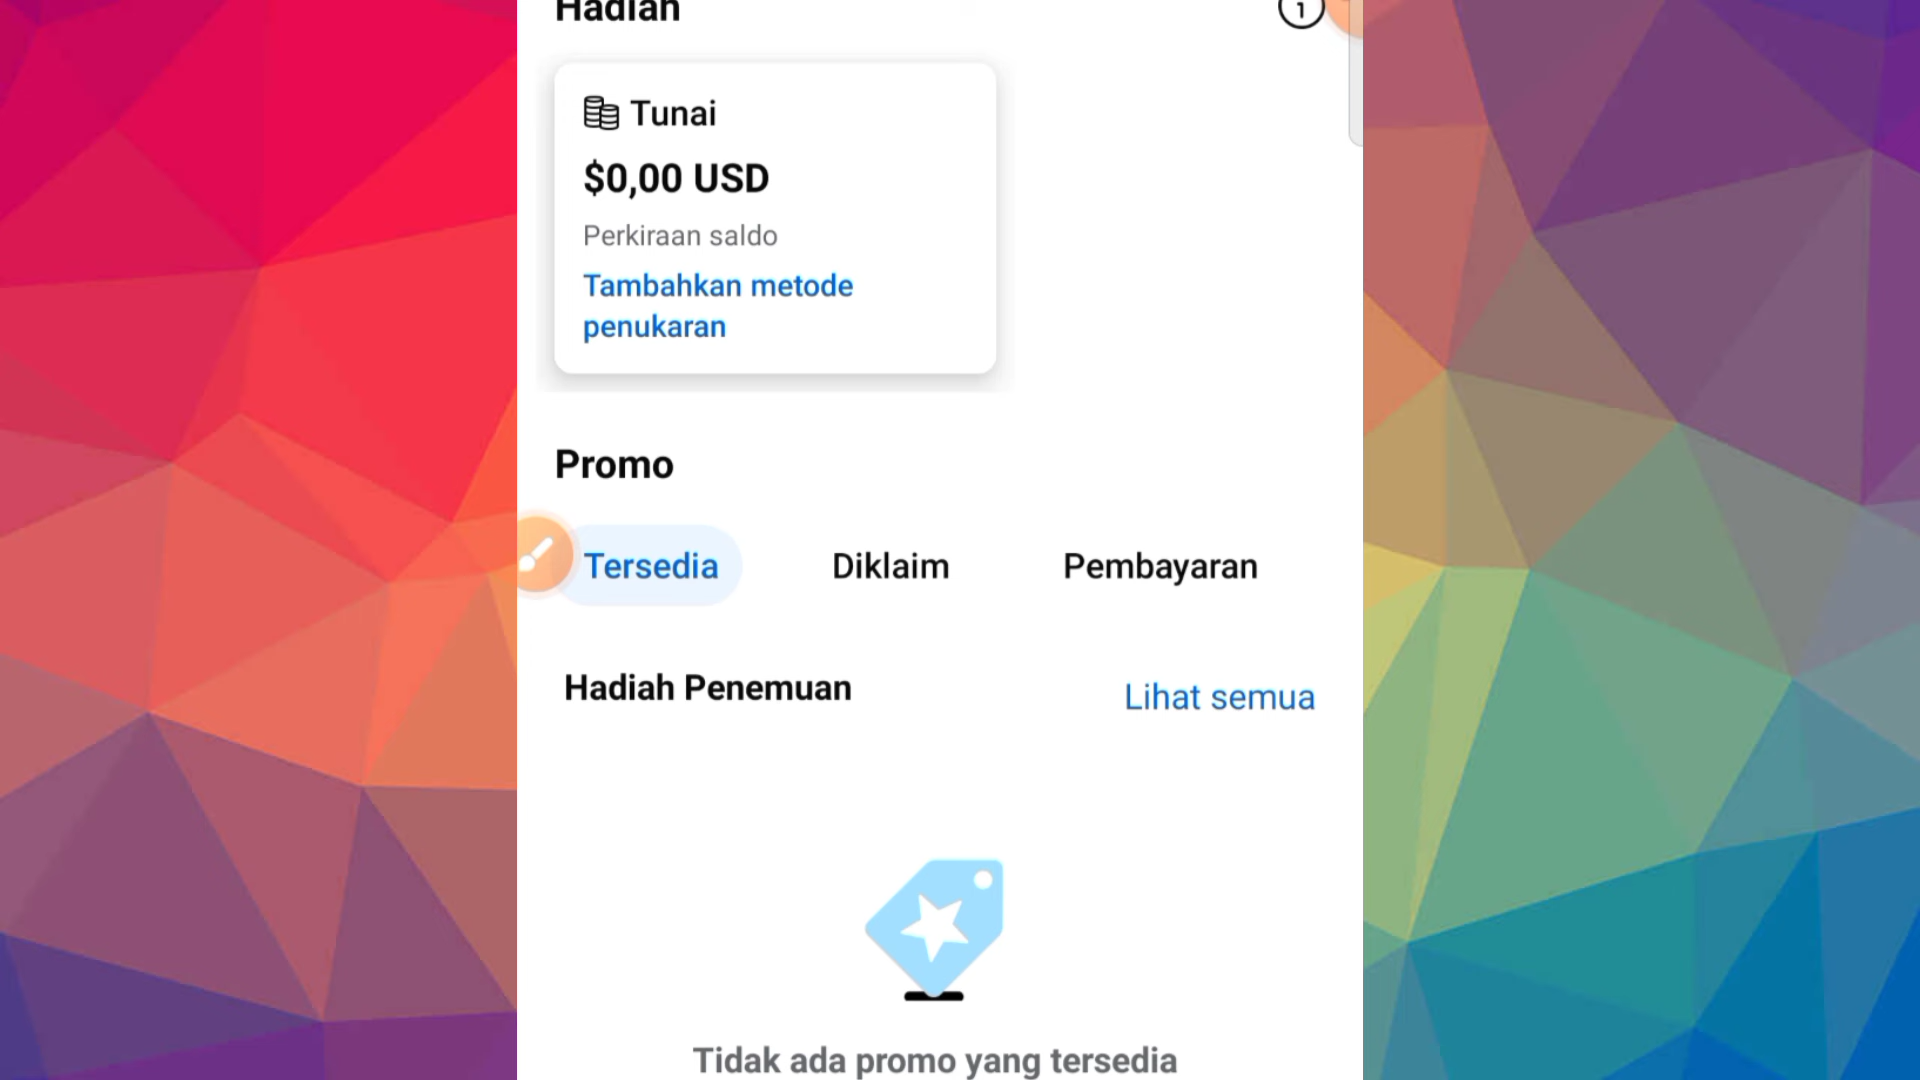 Hadiah
Tunai
$0,00 USD
Perkiraan saldo
Tambahkan metode
penukaran
Promo
Tersedia Diklaim Pembayaran
Hadiah Penemuan Lihat semua
Tidak ada promo yang tersedia